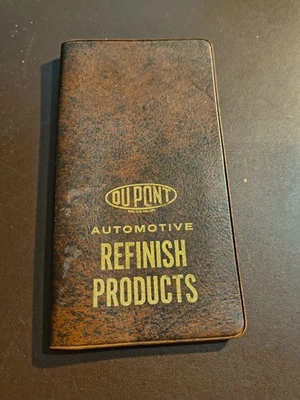 DU PONT
AUTOMOTIVE
REFINISH
PRODUCTS